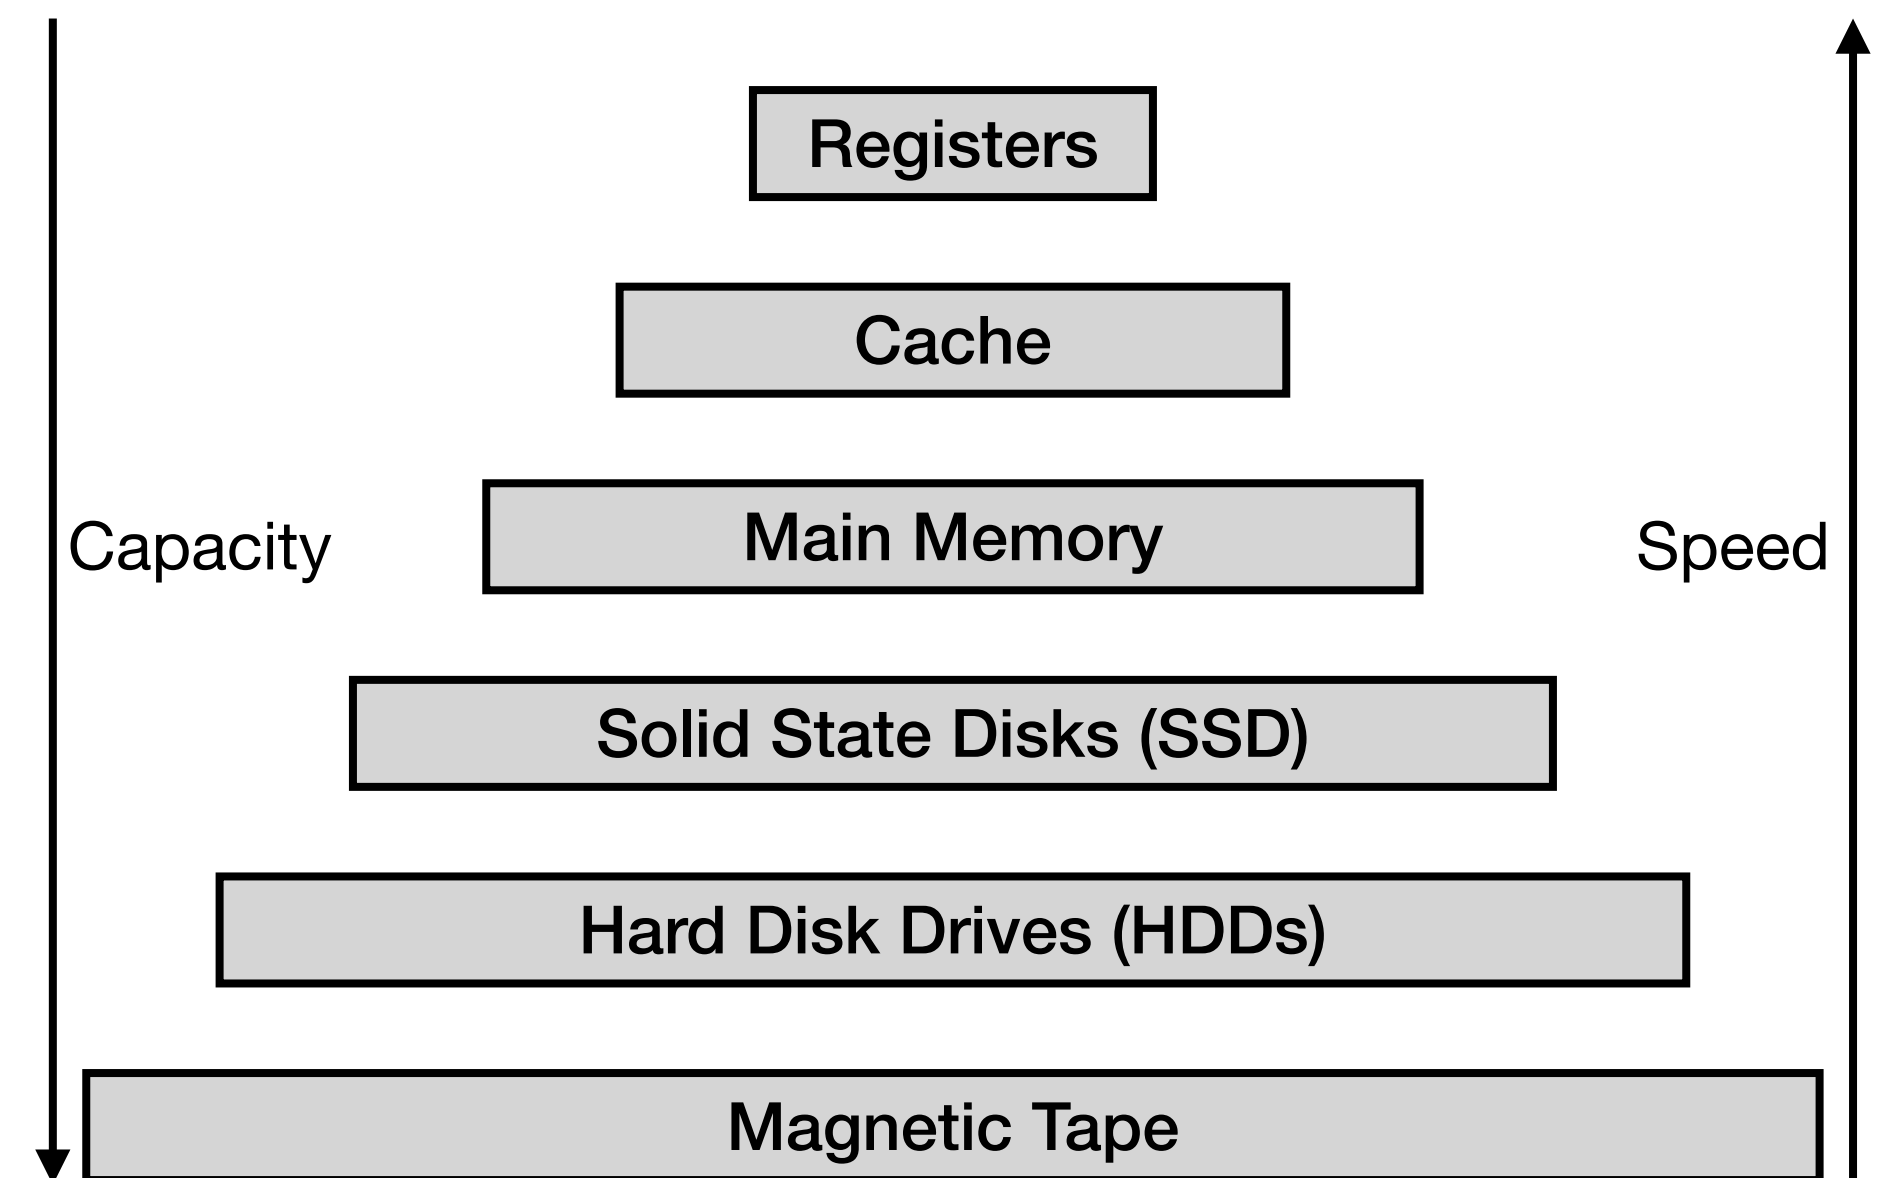 Registers
Cache
Main Memory
Capacity
Speed
Solid State Disks (SSD)
Hard Disk Drives (HDDs)
Magnetic Tape